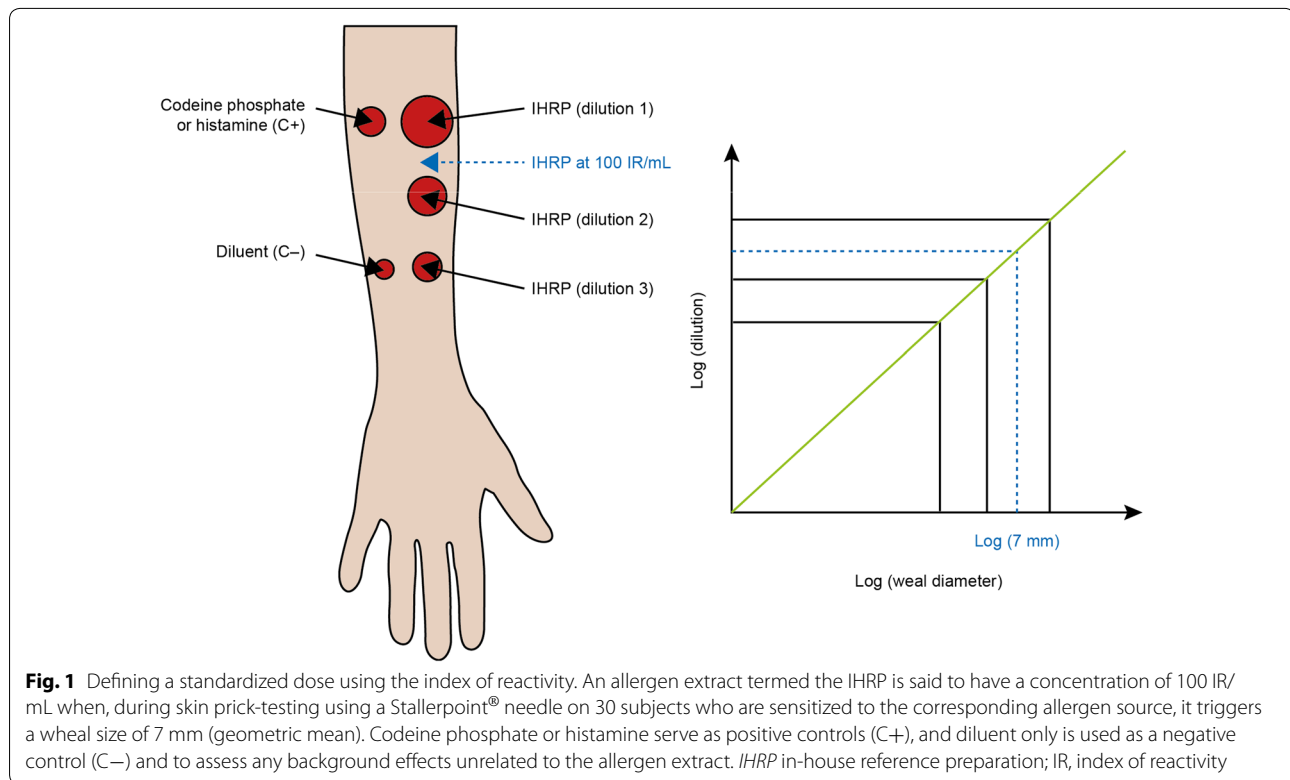 Codeine phosphate
or histamine (C+)
IHRP (dilution 1)
IHRP at 100 IR/mL
IHRP (dilution 2)
Diluent (C–)
IHRP (dilution 3)
Log (dilution)
Log (7 mm)
Log (weal diameter)
Fig. 1 Defining a standardized dose using the index of reactivity. An allergen extract termed the IHRP is said to have a concentration of 100 IR/
mL when, during skin prick-testing using a Stallerpoint® needle on 30 subjects who are sensitized to the corresponding allergen source, it triggers
a wheal size of 7 mm (geometric mean). Codeine phosphate or histamine serve as positive controls (C+), and diluent only is used as a negative
control (C−) and to assess any background effects unrelated to the allergen extract. IHRP in-house reference preparation; IR, index of reactivity